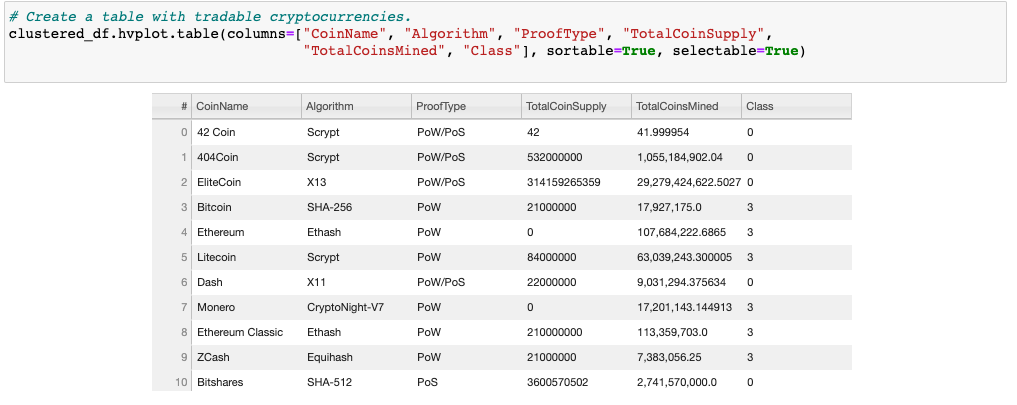 # Create a table with tradable cryptocurrencies.
clustered_df.hvplot.table(columns=["CoinName", "Algorithm", "ProofType", "TotalCoinSupply",
"TotalCoinsMined", "Class"], sortable=True, selectable=True)
# CoinName Algorithm ProofType TotalCoinSupply TotalCoinsMined Class
0 42 Coin Scrypt PoW/PoS 42 41.999954 0
1 404Coin Scrypt PoW/PoS 532000000 1,055,184,902.04 0
2 EliteCoin X13 PoW/PoS 314159265359 29,279,424,622.5027 0
3 Bitcoin SHA-256 PoW 21000000 17,927,175.0 3
4 Ethereum Ethash PoW 0 107,684,222.6865 3
5 Litecoin Scrypt PoW 84000000 63,039,243.300005 3
6 Dash X11 PoW/PoS 22000000 9,031,294.375634 0
7 Monero CryptoNight-V7 PoW 0 17,201,143.144913 3
8 Ethereum Classic Ethash PoW 210000000 113,359,703.0 3
9 ZCash Equihash PoW 21000000 7,383,056.25 3
10 Bitshares SHA-512 PoS 3600570502 2,741,570,000.0 0